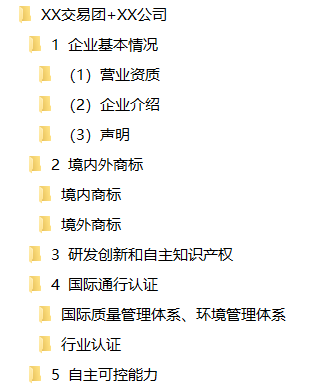 XX交易团+XX公司
1 企业基本情况
（1）营业资质
（2）企业介绍
（3）声明
2 境内外商标
境内商标
境外商标
3 研发创新和自主知识产权
4 国际通行认证
国际质量管理体系、环境管理体系
行业认证
5 自主可控能力